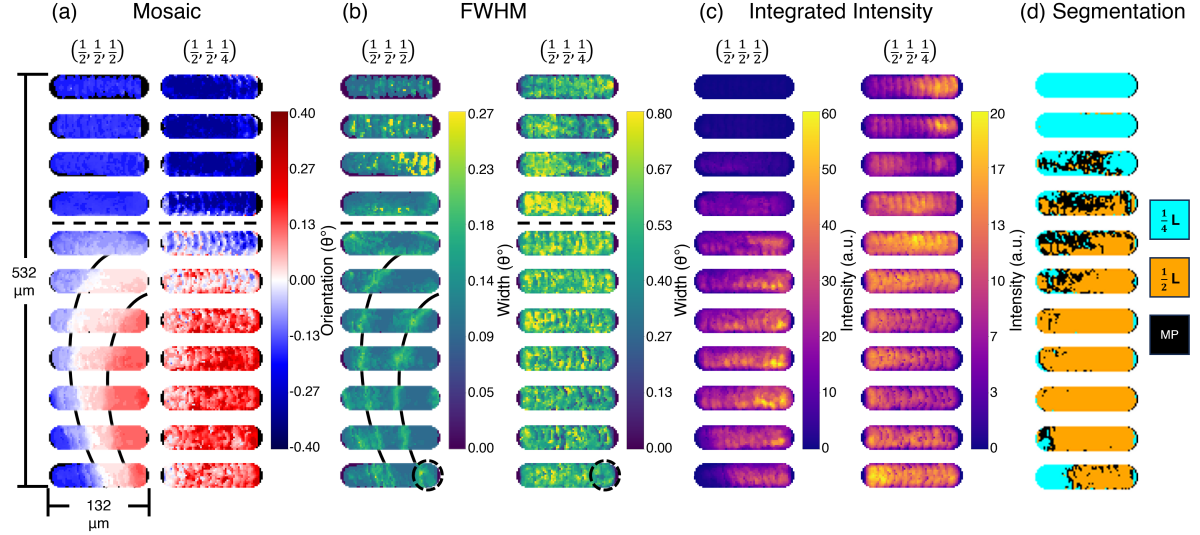 (a) Mosaic
(b) FWHM
(c) Integrated Intensity
(d) Segmentation
(1/2, 1/2, 1/2)
(1/2, 1/2, 1/4)
(1/2, 1/2, 1/2)
(1/2, 1/2, 1/4)
(1/2, 1/2, 1/2)
(1/2, 1/2, 1/4)
532
μm
132
μm
0.40
0.27
0.13
0.00
-0.13
-0.27
-0.40
Orientation (θ°)
0.27
0.23
0.18
0.14
0.09
0.05
0.00
Width (θ°)
0.80
0.67
0.53
0.40
0.27
0.13
0.00
Width (θ°)
60
50
40
30
20
10
0
Intensity (a.u.)
20
17
13
10
7
3
0
Intensity (a.u.)
1/4 L
1/2 L
MP